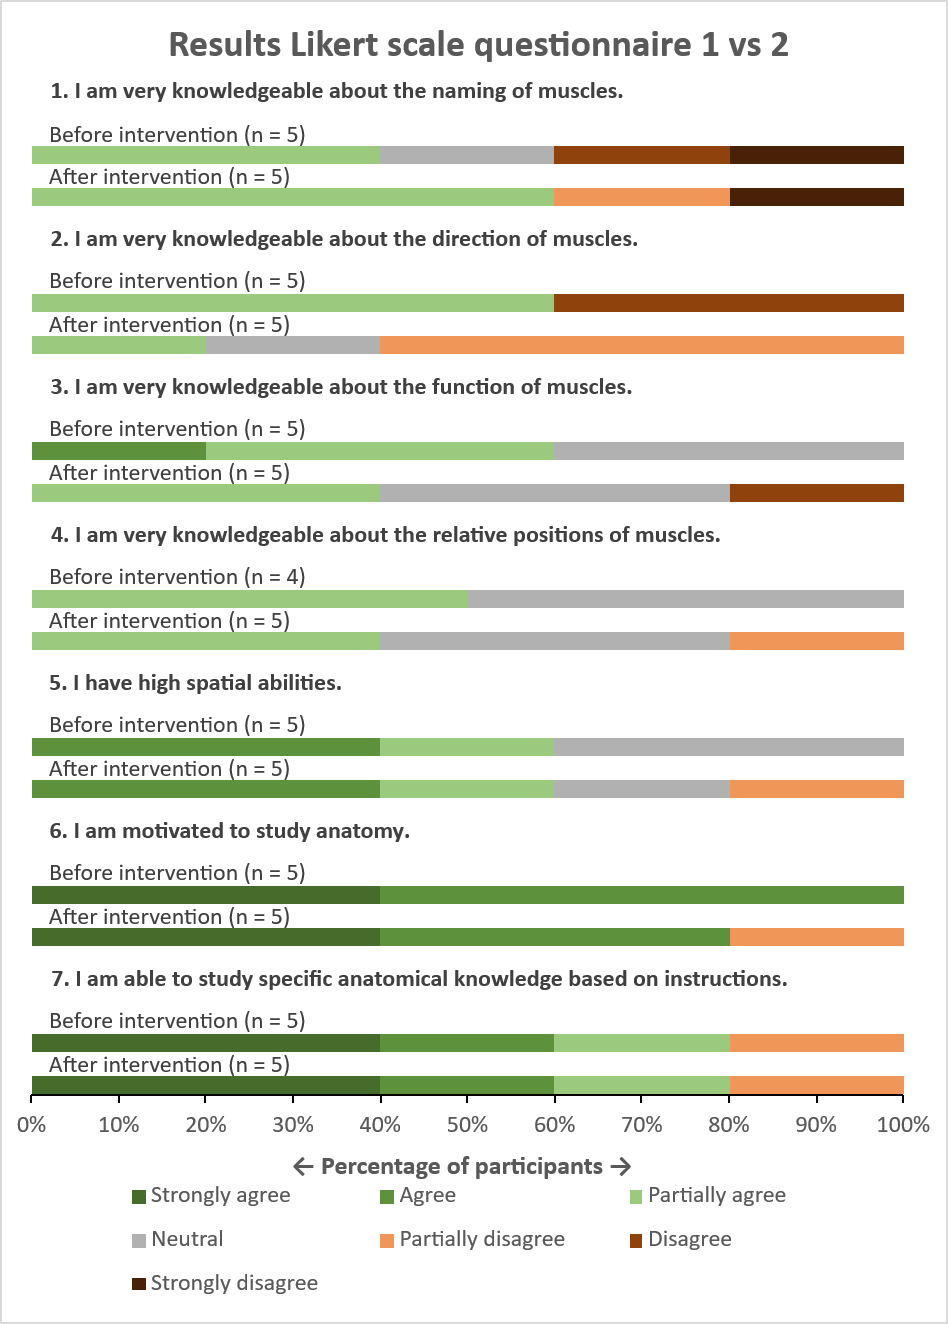 Results Likert scale questionnaire 1 vs 2
1. I am very knowledgeable about the naming of muscles.
Before intervention (n = 5)
After intervention (n = 5)
2. I am very knowledgeable about the direction of muscles.
Before intervention (n = 5)
After intervention (n = 5)
3. I am very knowledgeable about the function of muscles.
Before intervention (n = 5)
After intervention (n = 5)
4. I am very knowledgeable about the relative positions of muscles.
Before intervention (n = 4)
After intervention (n = 5)
5. I have high spatial abilities.
Before intervention (n = 5)
After intervention (n = 5)
6. I am motivated to study anatomy.
Before intervention (n = 5)
After intervention (n = 5)
7. I am able to study specific anatomical knowledge based on instructions.
Before intervention (n = 5)
After intervention (n = 5)
0% 10% 20% 30% 40% 50% 60% 70% 80% 90% 100%
← Percentage of participants →
Strongly agree Agree Partially agree
Neutral Partially disagree Disagree
Strongly disagree